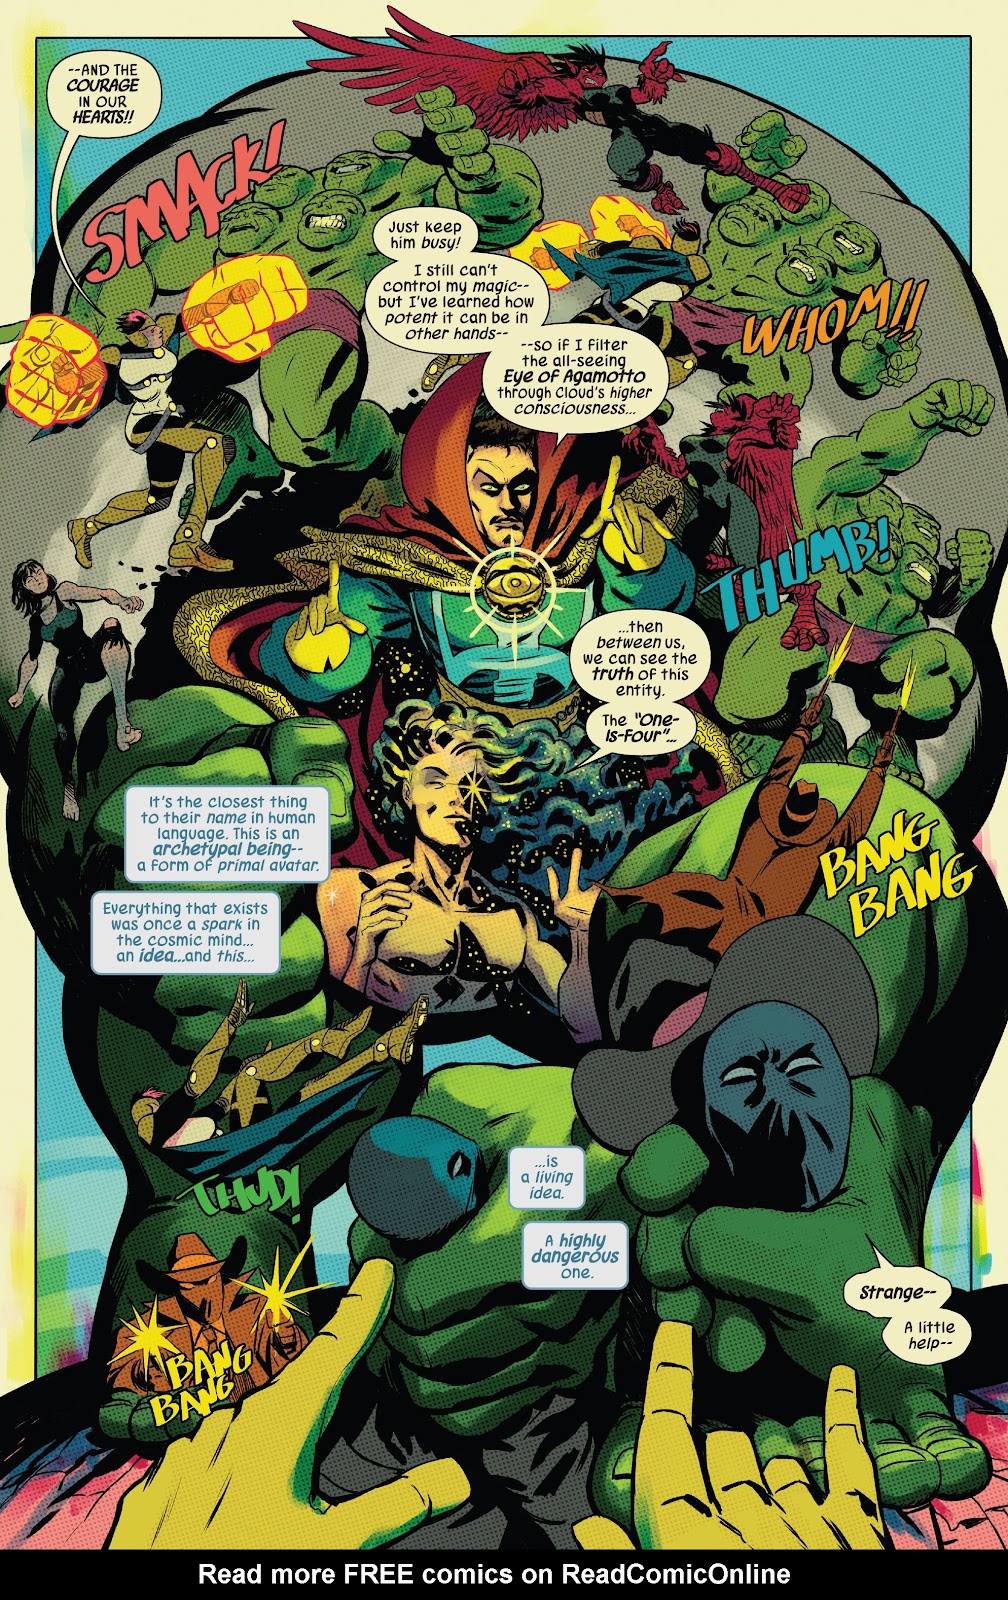 --AND THE
COURAGE
IN OUR
HEARTS!!
SMACK!
Just keep
him busy!
I still can't
control my magic--
but I've learned how
potent it can be in
other hands--
--so if I filter
the all-seeing
Eye of Agamotto
through Cloud's higher
consciousness...
WHOM!!
THUMB!
...then
between us,
we can see the
truth of this
entity.
The "One-
Is-Four"...
It's the closest thing
to their name in human
language. This is an
archetypal being--
a form of primal avatar.
Everything that exists
was once a spark in
the cosmic mind...
an idea...and this...
BANG
BANG
THUD!
...is
a living
idea.
A highly
dangerous
one.
BANG
BANG
Strange--
A little
help--
Read more FREE comics on ReadComicOnline